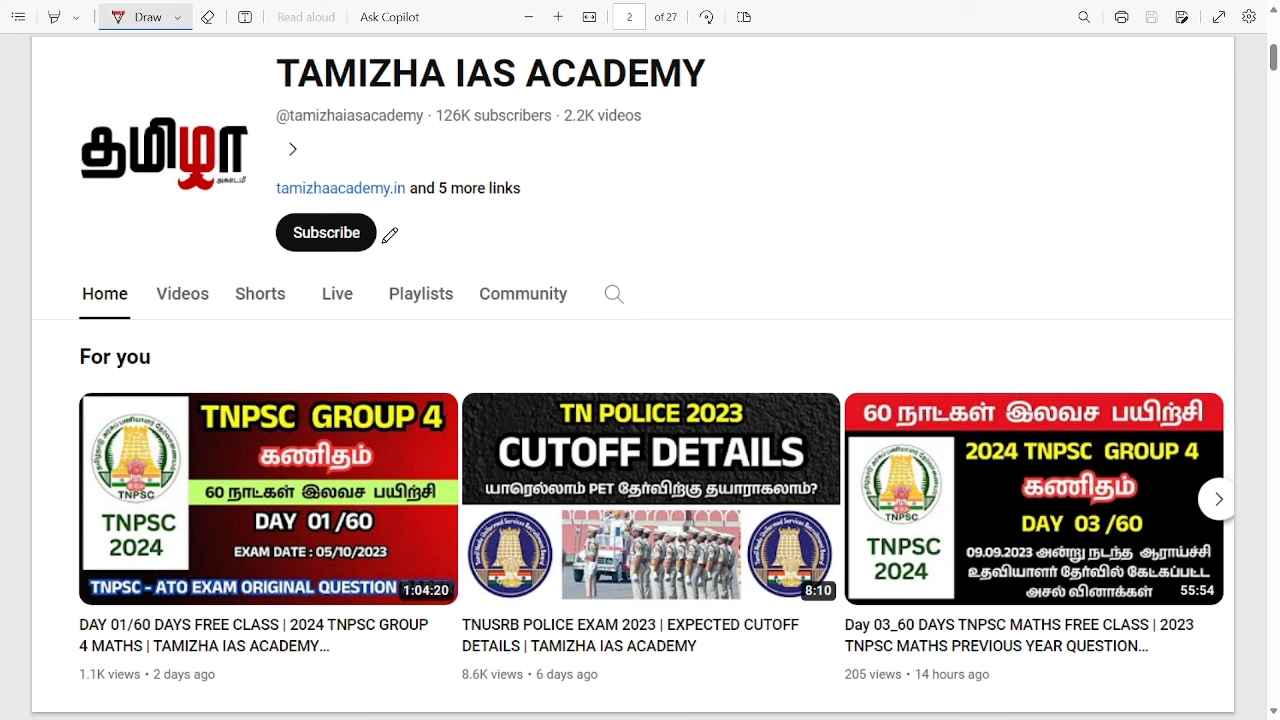 Draw
Read aloud
Ask Copilot
2 of 27
TAMIZHA IAS ACADEMY
@tamizhaiasacademy · 126K subscribers · 2.2K videos
தமிழா
அகாடமி
tamizhaacademy.in and 5 more links
Subscribe
Home Videos Shorts Live Playlists Community
For you
TNPSC GROUP 4
கணிதம்
60 நாட்கள் இலவச பயிற்சி
DAY 01/60
EXAM DATE : 05/10/2023
TNPSC
TNPSC
2024
TNPSC - ATO EXAM ORIGINAL QUESTION
1:04:20
DAY 01/60 DAYS FREE CLASS | 2024 TNPSC GROUP
4 MATHS | TAMIZHA IAS ACADEMY...
1.1K views • 2 days ago
TN POLICE 2023
CUTOFF DETAILS
யாரெல்லாம் PET தேர்விற்கு தயாராகலாம்?
8:10
TNUSRB POLICE EXAM 2023 | EXPECTED CUTOFF
DETAILS | TAMIZHA IAS ACADEMY
8.6K views • 6 days ago
60 நாட்கள் இலவச பயிற்சி
2024 TNPSC GROUP 4
கணிதம்
DAY 03 /60
TNPSC
TNPSC
2024
09.09.2023 அன்று நடந்த ஆராய்ச்சி
உதவியாளர் தேர்வில் கேட்கப்பட்ட
அசல் வினாக்கள்
55:54
Day 03_60 DAYS TNPSC MATHS FREE CLASS | 2023
TNPSC MATHS PREVIOUS YEAR QUESTION...
205 views • 14 hours ago